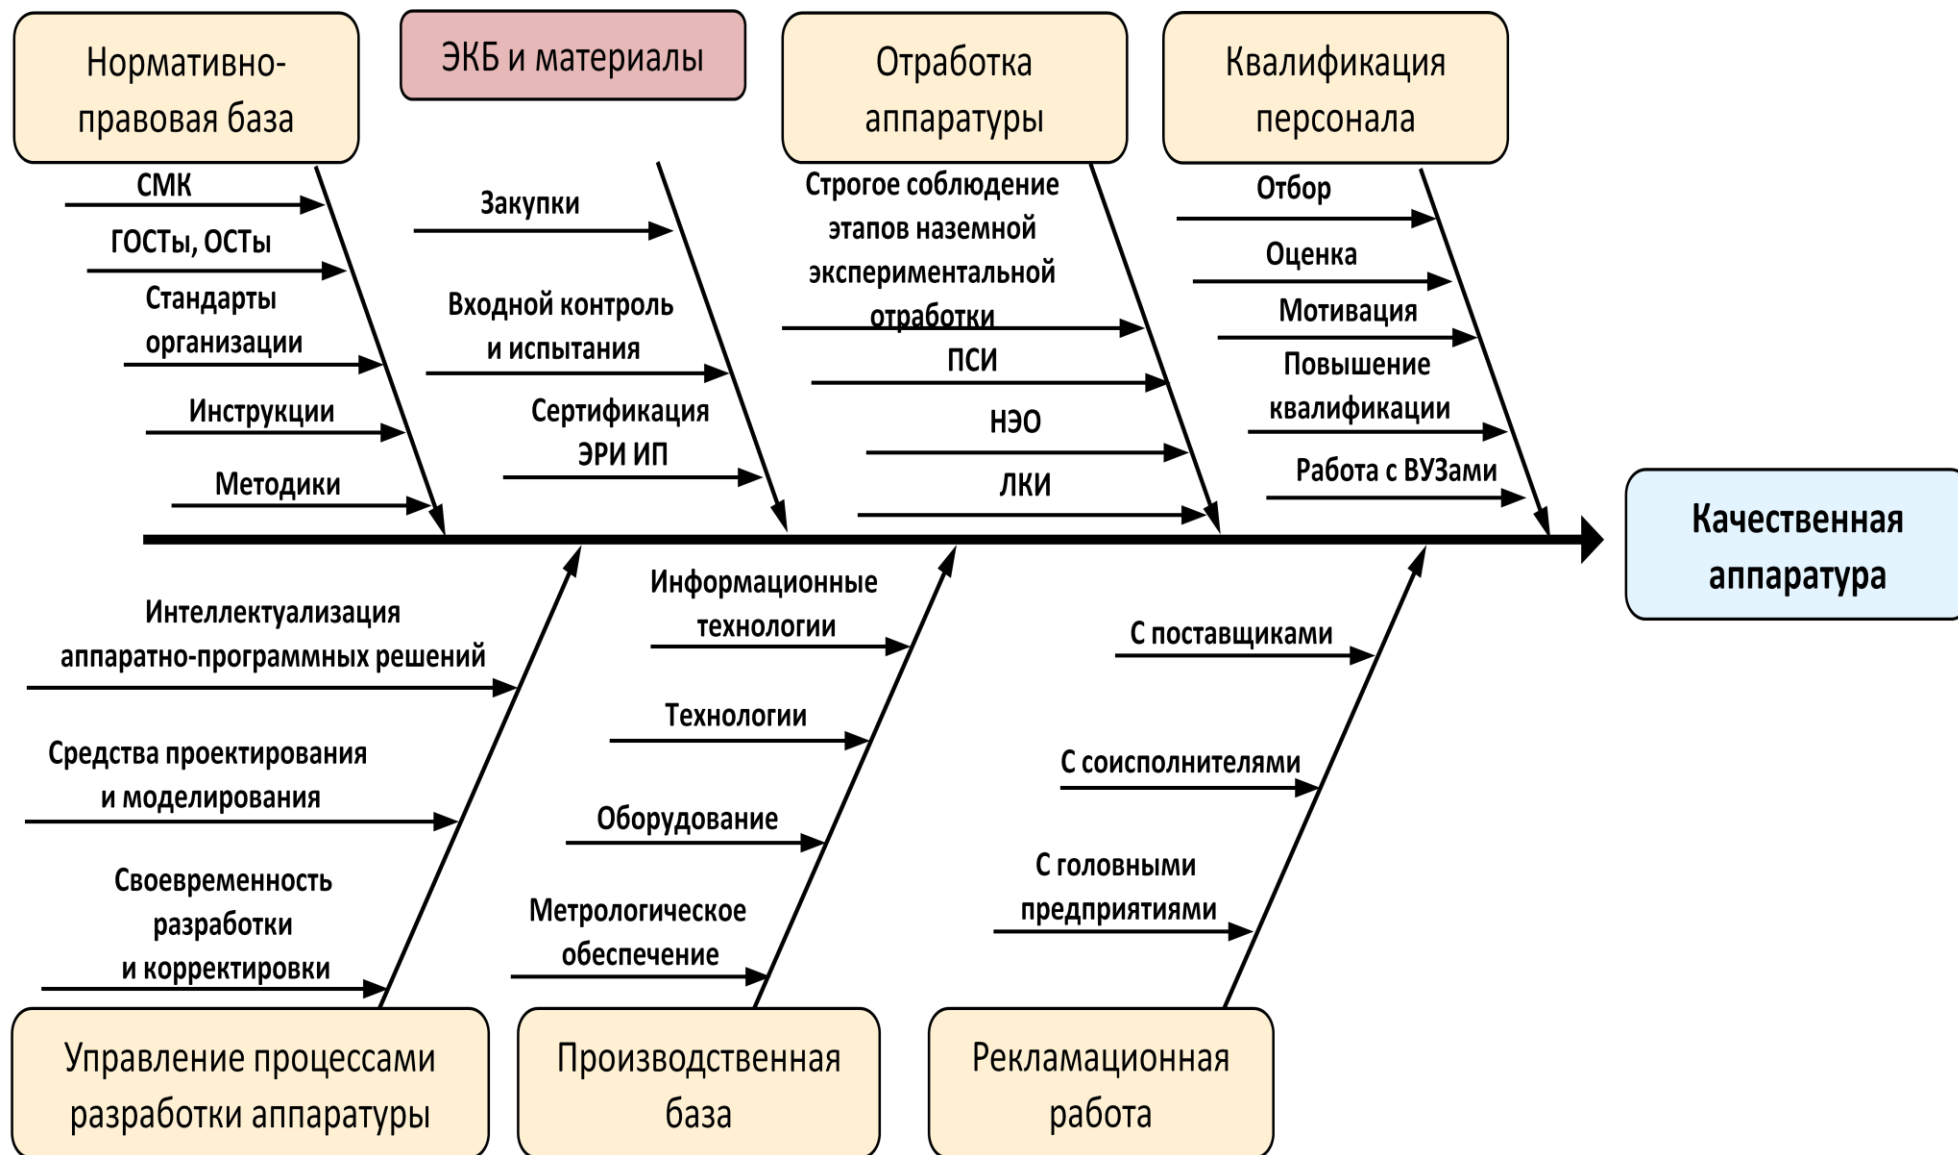 Нормативно-
правовая база
СМК
ГОСТы, ОСТы
Стандарты
организации
Инструкции
Методики
ЭКБ и материалы
Закупки
Входной контроль
и испытания
Сертификация
ЭРИ ИП
Отработка
аппаратуры
Строгое соблюдение
этапов наземной
экспериментальной
отработки
ПСИ
НЭО
ЛКИ
Квалификация
персонала
Отбор
Оценка
Мотивация
Повышение
квалификации
Работа с ВУЗами
Качественная
аппаратура
Интеллектуализация
аппаратно-программных решений
Средства проектирования
и моделирования
Своевременность
разработки
и корректировки
Управление процессами
разработки аппаратуры
Информационные
технологии
Технологии
Оборудование
Метрологическое
обеспечение
Производственная
база
С поставщиками
С соисполнителями
С головными
предприятиями
Рекламационная
работа